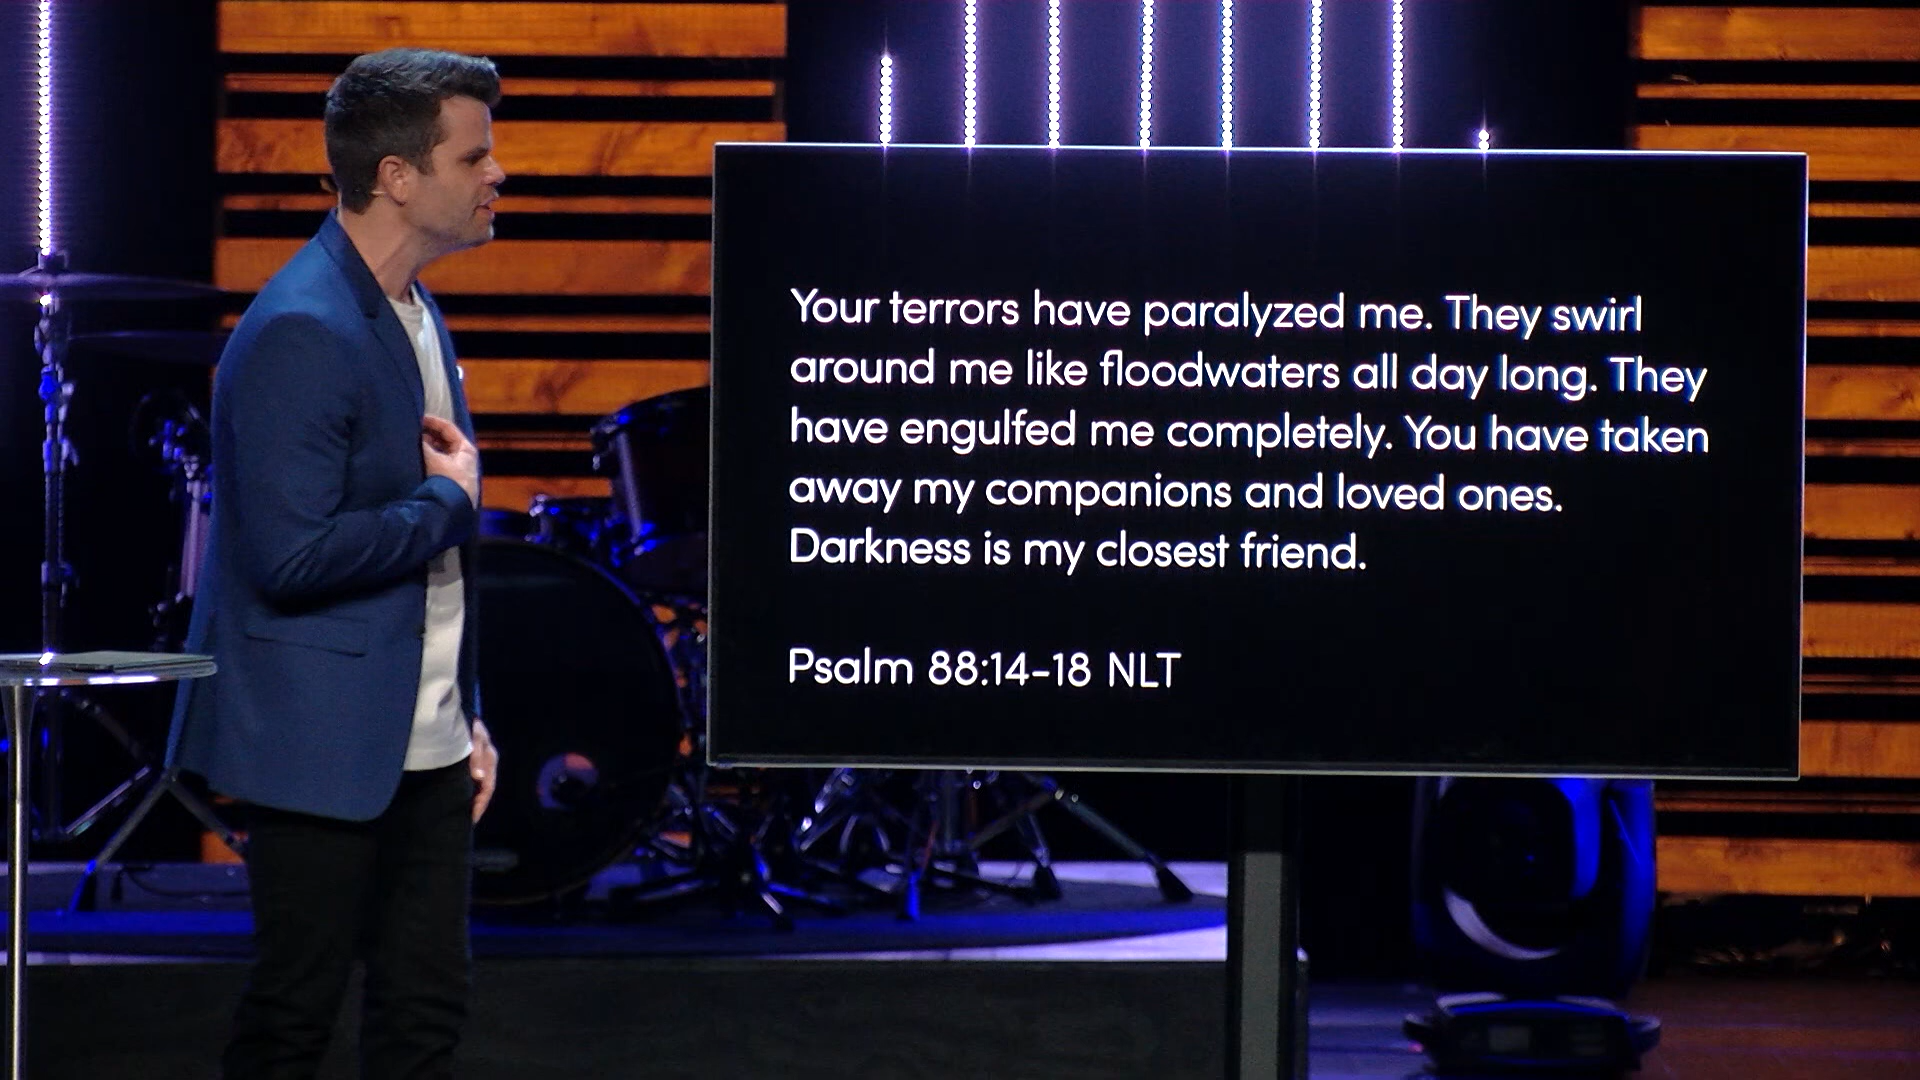 Your terrors have paralyzed me. They swirl
around me like floodwaters all day long. They
have engulfed me completely. You have taken
away my companions and loved ones.
Darkness is my closest friend.
Psalm 88:14-18 NLT